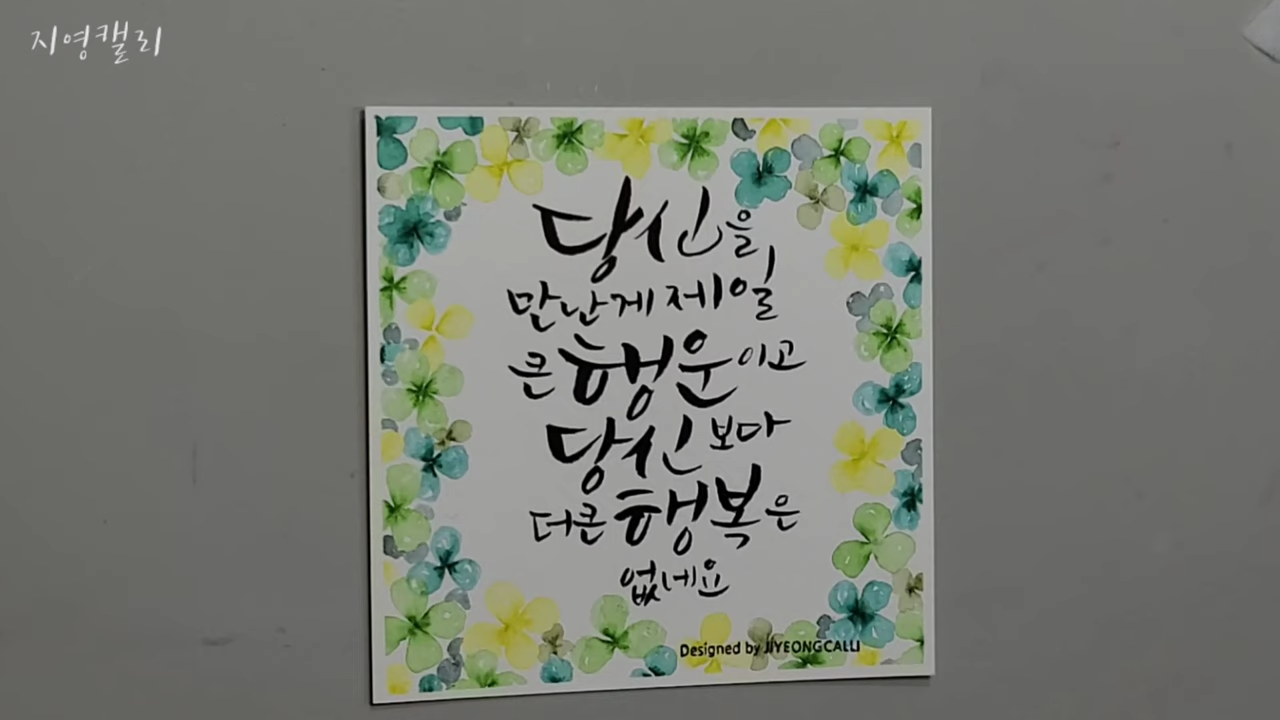 지영캘리
당신을
만난게 제일
큰 행운이고
당신보다
더큰 행복은
없네요
Designed by JIYEONGCALLI